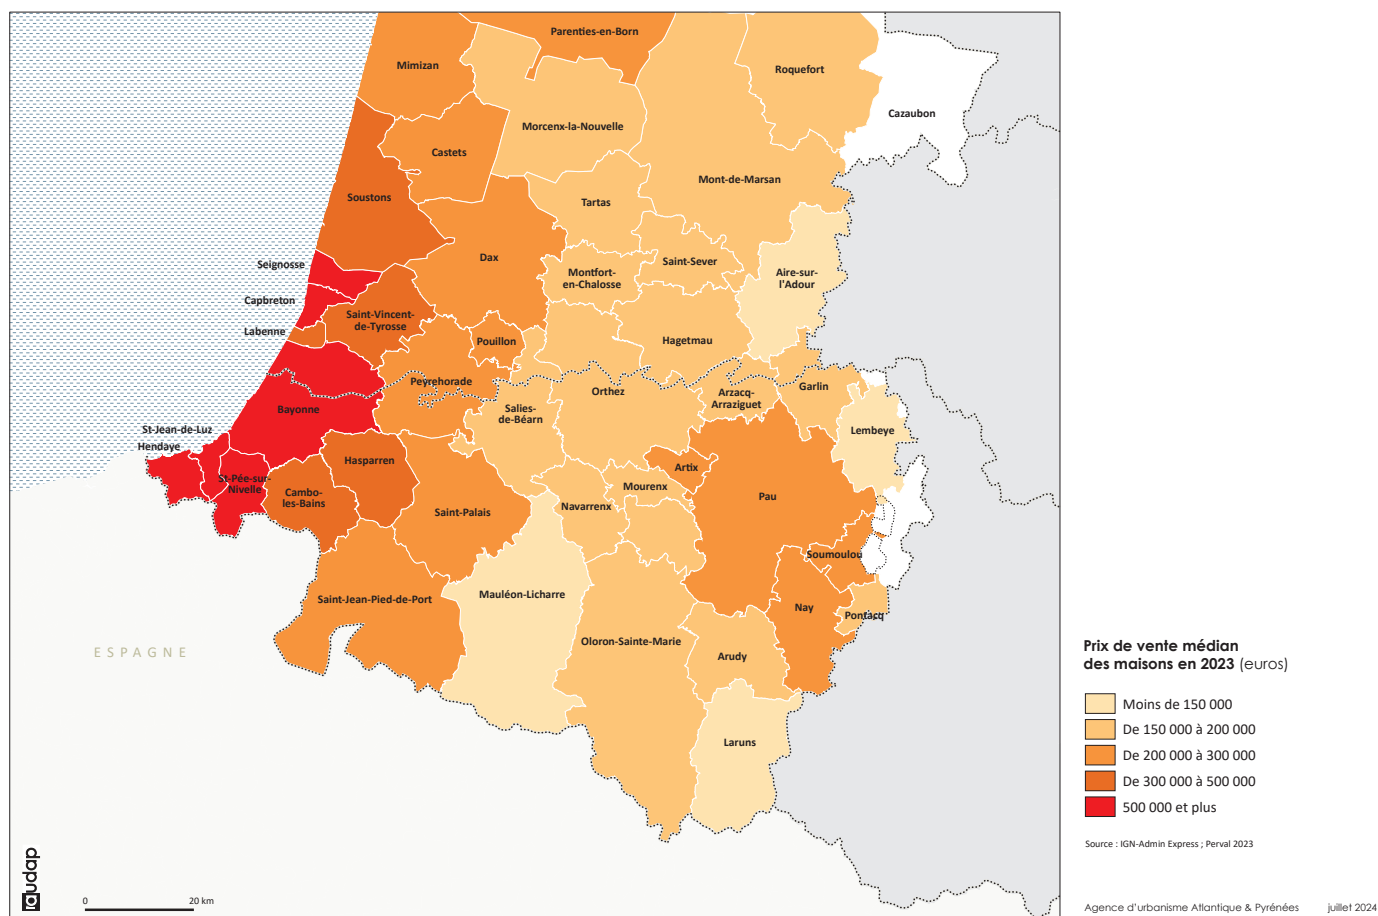 Parenties-en-Born
Mimizan
Roquefort
Cazaubon
Morcenx-la-Nouvelle
Castets
Mont-de-Marsan
Soustons
Tartas
Seignosse
Dax
Saint-Sever
Montfort-
en-Chalosse
Aire-sur-
l'Adour
Capbreton
Saint-Vincent-
de-Tyrosse
Labenne
Pouillon
Hagetmau
Peyrehorade
Garlin
Orthez
Arzacq-
Arraziguet
Bayonne
Salies-
de-Béarn
St-Jean-de-Luz
Lembeye
Hendaye
Hasparren
Artix
St-Pée-sur-
Nivelle
Cambo-
les-Bains
Mourenx
Pau
Navarrenx
Saint-Palais
Soumoulou
Mauléon-Licharre
Saint-Jean-Pied-de-Port
Nay
Pontacq
Oloron-Sainte-Marie
ESPAGNE
Arudy
Laruns
Prix de vente médian
des maisons en 2023 (euros)
Moins de 150 000
De 150 000 à 200 000
De 200 000 à 300 000
De 300 000 à 500 000
500 000 et plus
Source : IGN-Admin Express ; Perval 2023
audap
0 20 km
Agence d'urbanisme Atlantique & Pyrénées juillet 2024